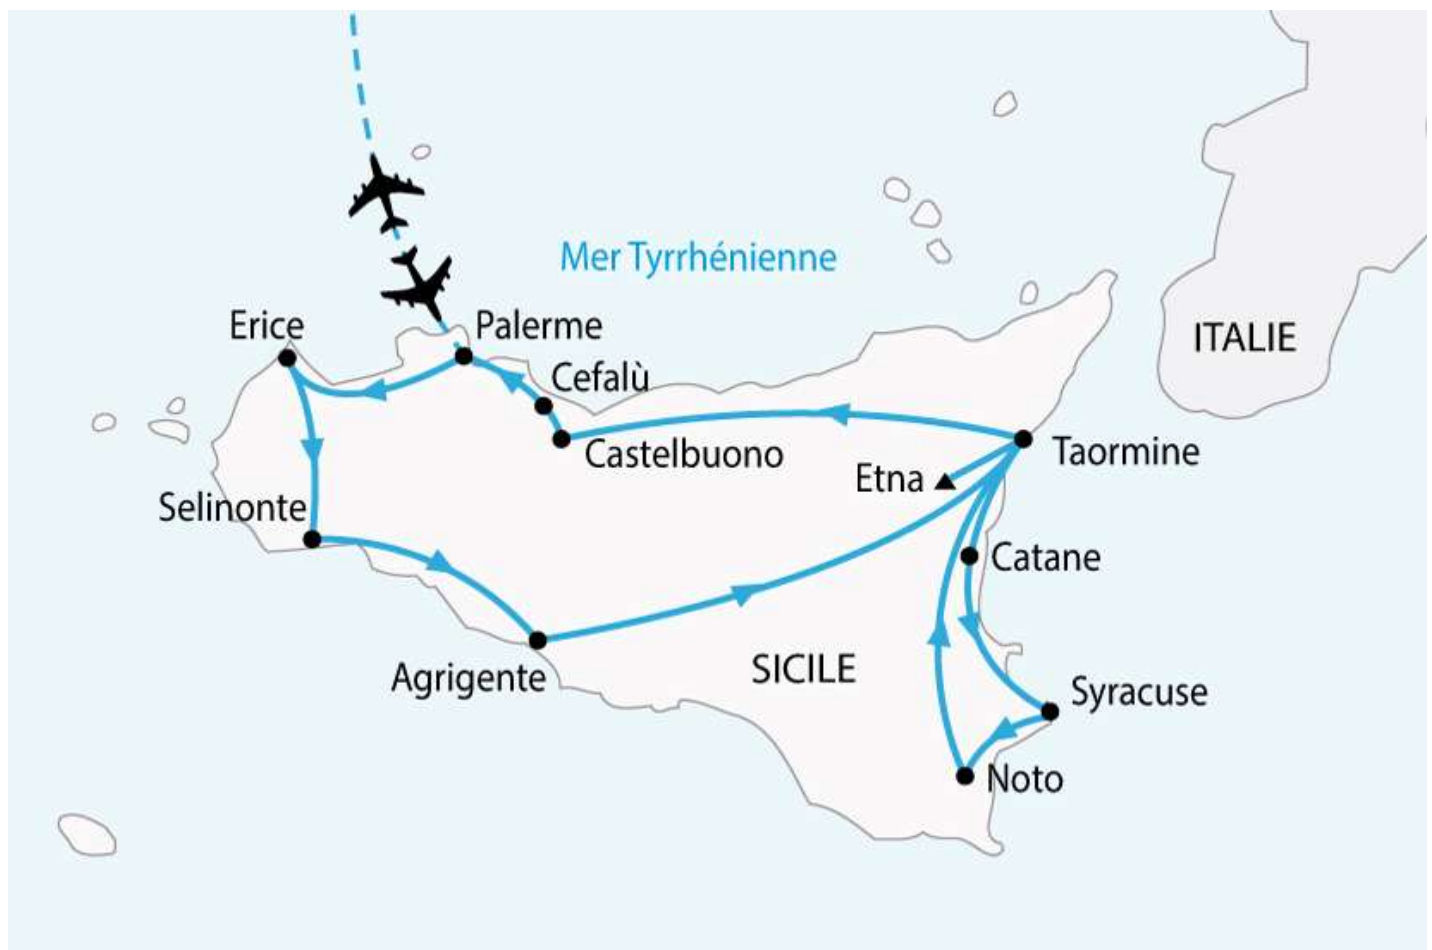 Mer Tyrrhénienne
Erice
Palerme
ITALIE
Cefalù
Castelbuono
Taormine
Etna
Selinonte
Catane
SICILE
Agrigente
Syracuse
Noto